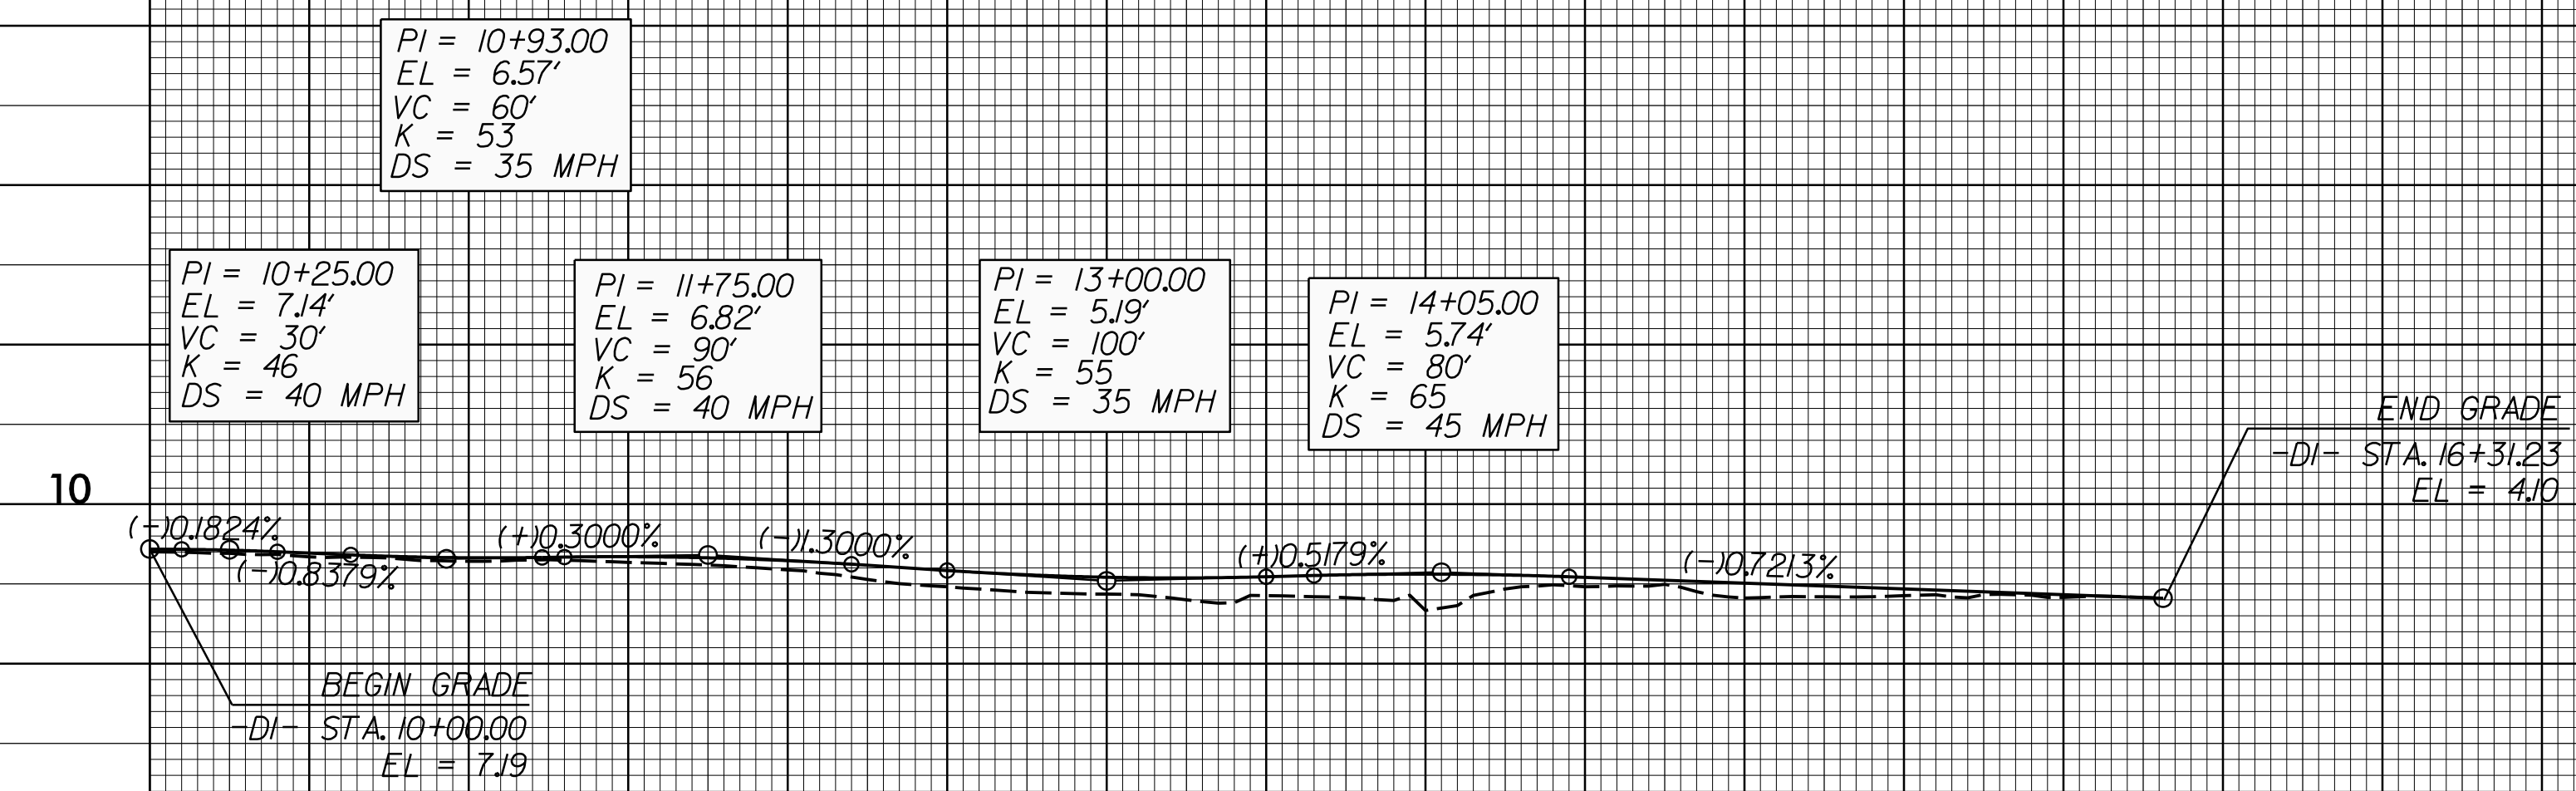 PI = 10+93.00
EL = 6.57'
VC = 60'
K = 53
DS = 35 MPH
PI = 10+25.00
EL = 7.14'
VC = 30'
K = 46
DS = 40 MPH
PI = 11+75.00
EL = 6.82'
VC = 90'
K = 56
DS = 40 MPH
PI = 13+00.00
EL = 5.19'
VC = 100'
K = 55
DS = 35 MPH
PI = 14+05.00
EL = 5.74'
VC = 80'
K = 65
DS = 45 MPH
END GRADE
-D1- STA. 16+31.23
EL = 4.10
10
(-)0.1824%
(-)0.8379%
(+)0.3000%
(-)1.3000%
(+)0.5179%
(-)0.7213%
BEGIN GRADE
-D1- STA. 10+00.00
EL = 7.19